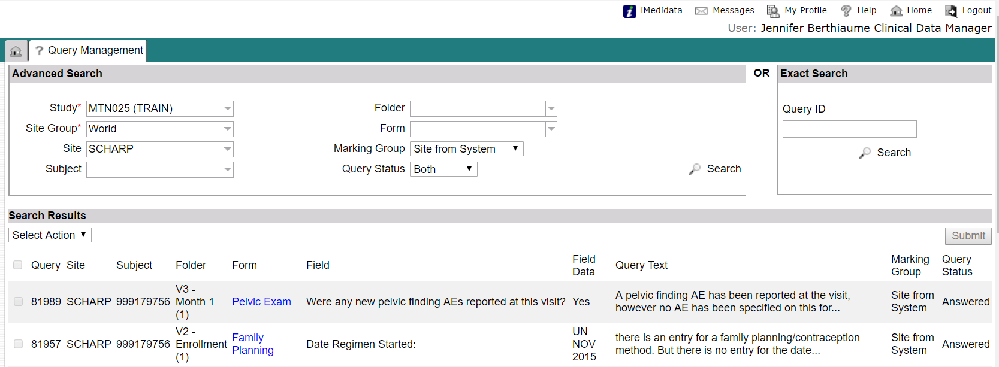 iMedidata Messages My Profile Help Home Logout
User: Jennifer Berthiaume Clinical Data Manager
? Query Management
Advanced Search OR Exact Search
Study* MTN025 (TRAIN) Folder
Query ID
Site Group* World Form
Site SCHARP Marking Group Site from System
Search
Subject Query Status Both Search
Search Results
Select Action Submit
Query Site Subject Folder Form Field Field Data Query Text Marking Group Query Status
81989 SCHARP 999179756 V3 - Month 1 (1) Pelvic Exam Were any new pelvic finding AEs reported at this visit? Yes A pelvic finding AE has been reported at the visit, however no AE has been specified on this for... Site from System Answered
81957 SCHARP 999179756 V2 - Enrollment (1) Family Planning Date Regimen Started: UN NOV 2015 there is an entry for a family planning/contraception method. But there is no entry for the date... Site from System Answered